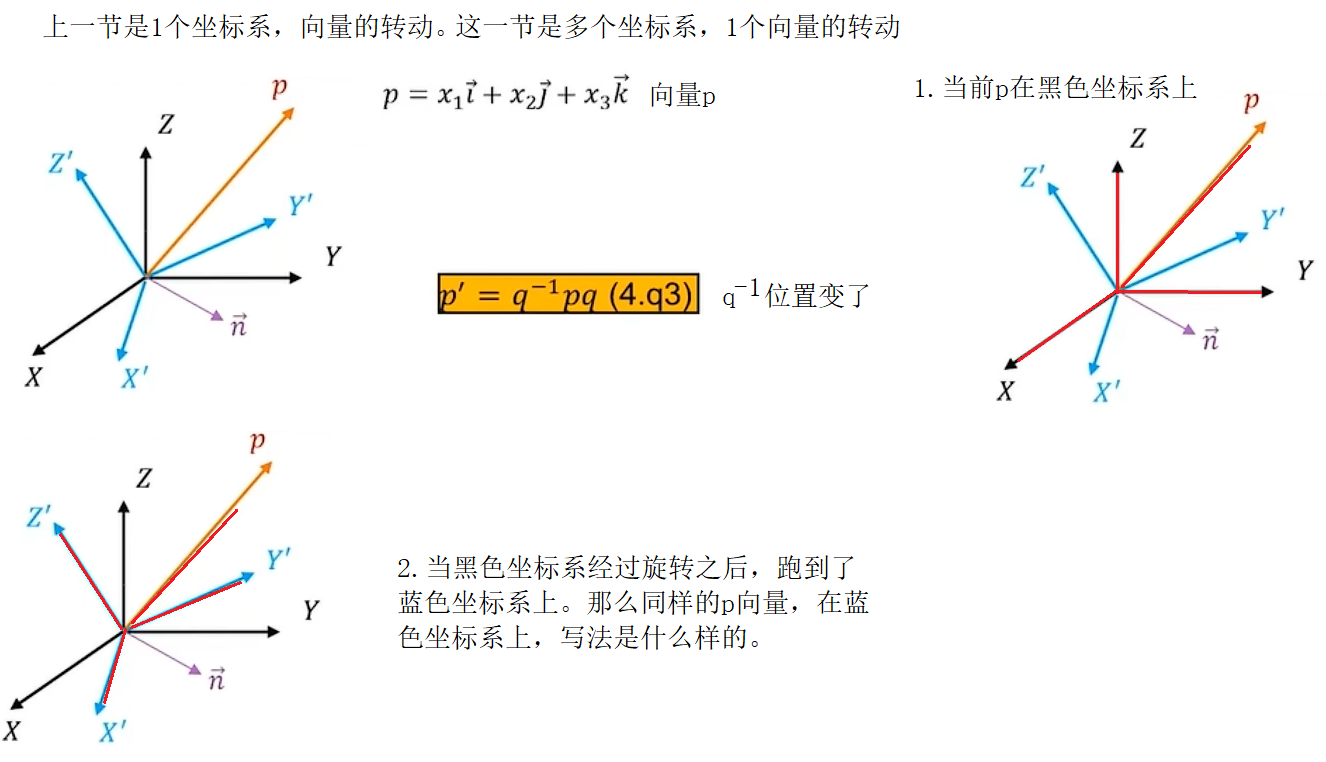 上一节是1个坐标系，向量的转动。这一节是多个坐标系，1个向量的转动
p = x₁i⃗ + x₂j⃗ + x₃k⃗ 向量p
1.当前p在黑色坐标系上
p
Z
Z'
Y'
Y
n⃗
X
X'
p
Z
Z'
Y'
Y
n⃗
X
X'
p′ = q⁻¹pq (4.q3) q⁻¹位置变了
p
Z
Z'
Y'
Y
n⃗
X
X'
2.当黑色坐标系经过旋转之后，跑到了
蓝色坐标系上。那么同样的p向量，在蓝
色坐标系上，写法是什么样的。